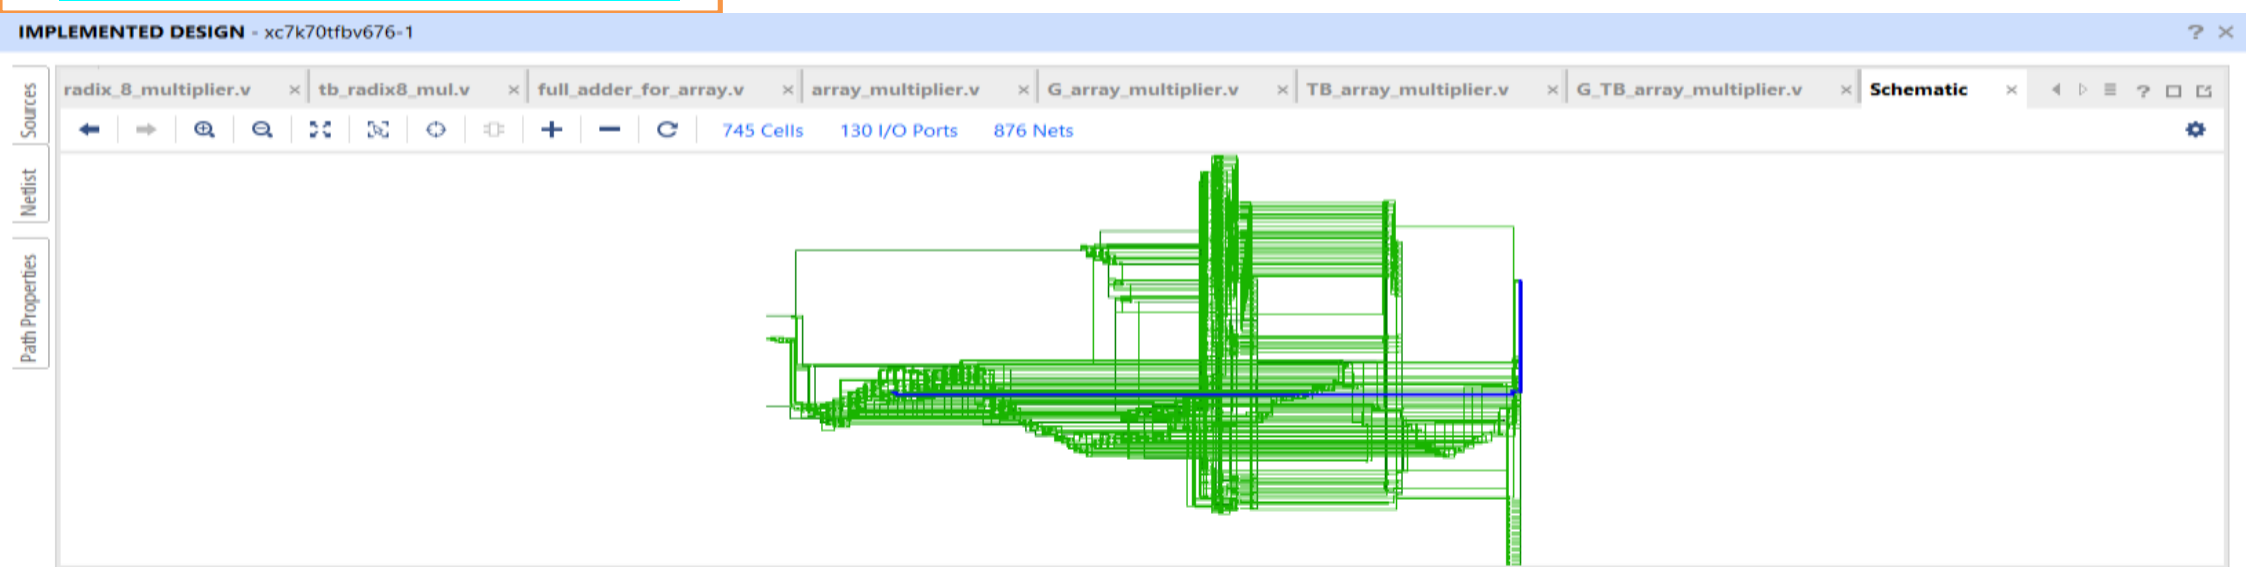 IMPLEMENTED DESIGN - xc7k70tfbv676-1
radix_8_multiplier.v tb_radix8_mul.v full_adder_for_array.v array_multiplier.v G_array_multiplier.v TB_array_multiplier.v G_TB_array_multiplier.v Schematic
745 Cells 130 I/O Ports 876 Nets
Sources
Netlist
Path Properties